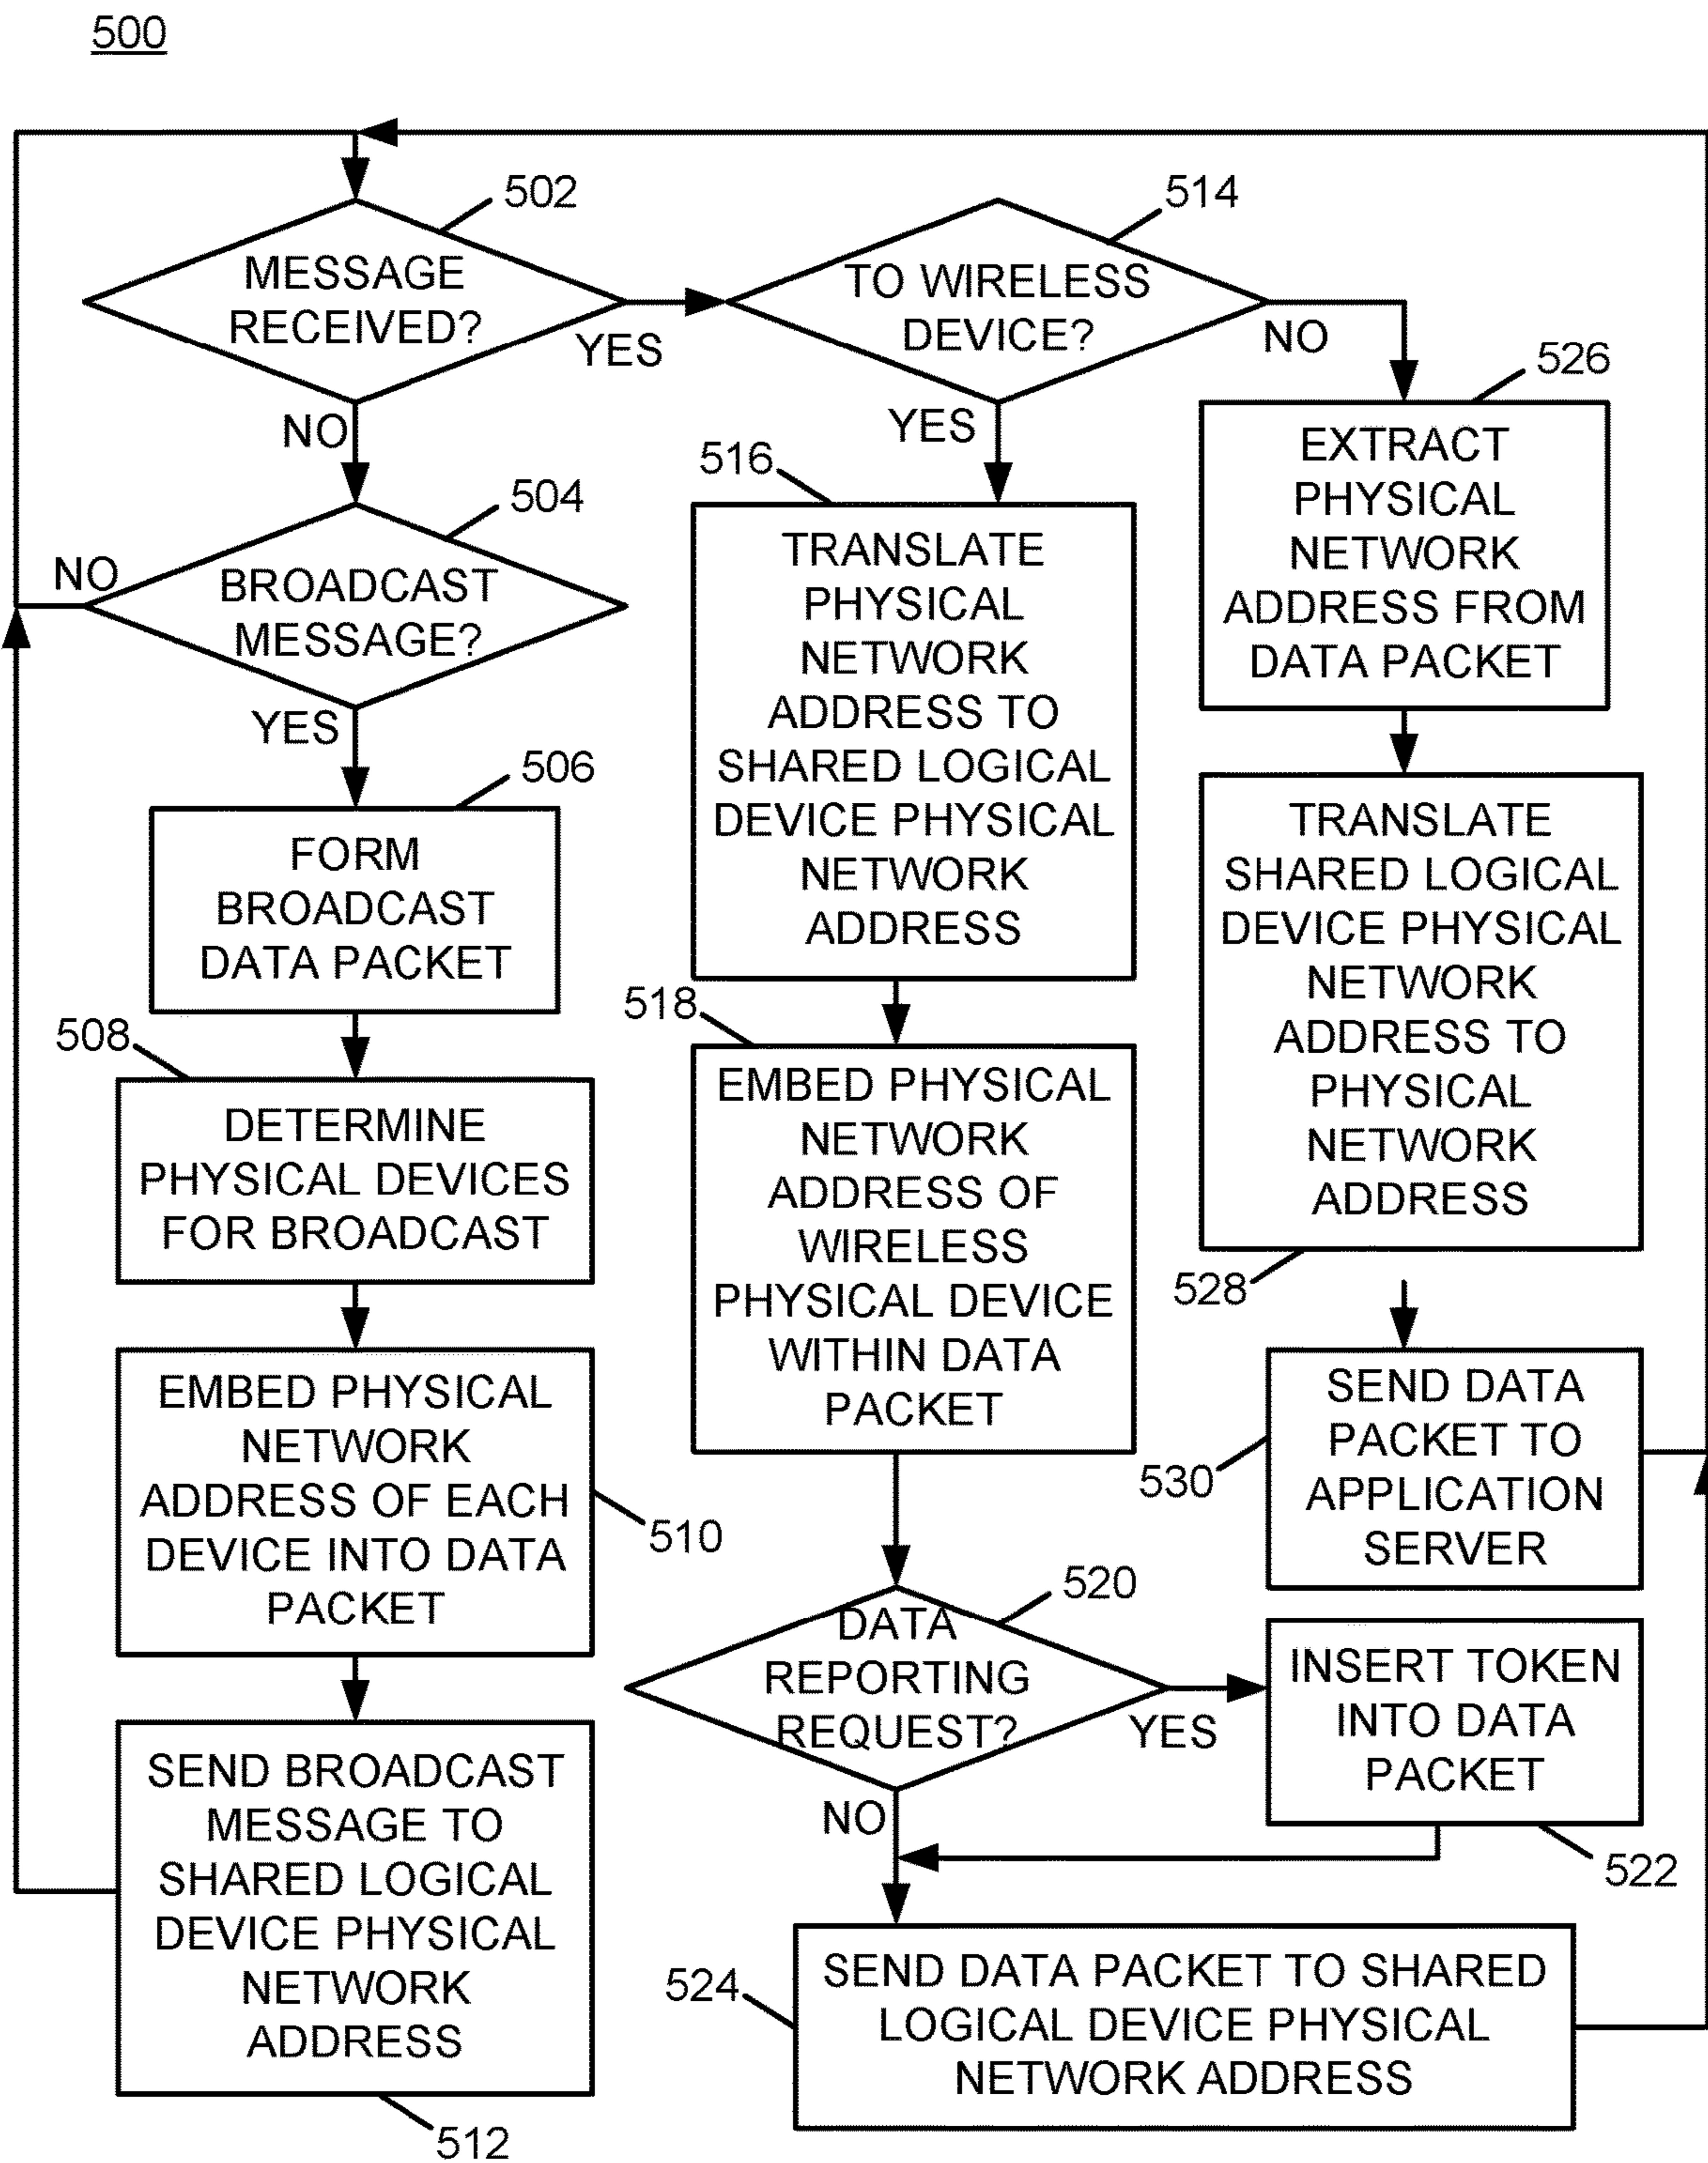 500
502
MESSAGE
RECEIVED?
YES
NO
504
BROADCAST
MESSAGE?
NO
YES
506
FORM
BROADCAST
DATA PACKET
508
DETERMINE
PHYSICAL DEVICES
FOR BROADCAST
EMBED PHYSICAL
NETWORK
ADDRESS OF EACH
DEVICE INTO DATA
PACKET
510
SEND BROADCAST
MESSAGE TO
SHARED LOGICAL
DEVICE PHYSICAL
NETWORK
ADDRESS
512
514
TO WIRELESS
DEVICE?
NO
YES
516
TRANSLATE
PHYSICAL
NETWORK
ADDRESS TO
SHARED LOGICAL
DEVICE PHYSICAL
NETWORK
ADDRESS
518
EMBED PHYSICAL
NETWORK
ADDRESS OF
WIRELESS
PHYSICAL DEVICE
WITHIN DATA
PACKET
520
DATA
REPORTING
REQUEST?
YES
NO
INSERT TOKEN
INTO DATA
PACKET
522
524
SEND DATA PACKET TO SHARED
LOGICAL DEVICE PHYSICAL
NETWORK ADDRESS
526
EXTRACT
PHYSICAL
NETWORK
ADDRESS FROM
DATA PACKET
TRANSLATE
SHARED LOGICAL
DEVICE PHYSICAL
NETWORK
ADDRESS TO
PHYSICAL
NETWORK
ADDRESS
528
SEND DATA
PACKET TO
APPLICATION
SERVER
530